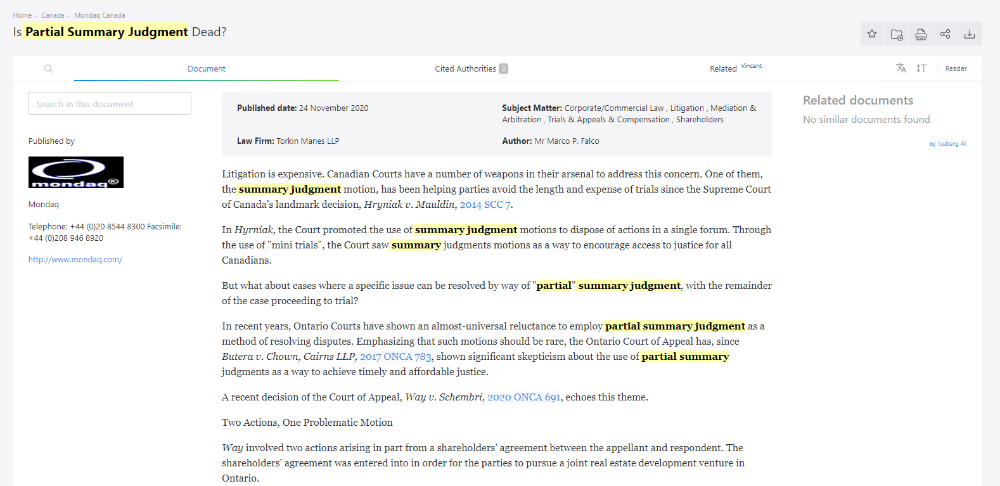 Home - Canada - Mondaq Canada
Is Partial Summary Judgment Dead?
Document
Cited Authorities 3
Related Vincent
Reader
Search in this document
Published by
mondaq®
Mondaq
Telephone: +44 (0)20 8544 8300 Facsimile:
+44 (0)208 946 8920
http://www.mondaq.com/
Published date: 24 November 2020
Subject Matter: Corporate/Commercial Law , Litigation , Mediation &
Arbitration , Trials & Appeals & Compensation , Shareholders
Law Firm: Torkin Manes LLP
Author: Mr Marco P. Falco
Litigation is expensive. Canadian Courts have a number of weapons in their arsenal to address this concern. One of them,
the summary judgment motion, has been helping parties avoid the length and expense of trials since the Supreme Court
of Canada's landmark decision, Hryniak v. Mauldin, 2014 SCC 7.
In Hyrniak, the Court promoted the use of summary judgment motions to dispose of actions in a single forum. Through
the use of "mini trials", the Court saw summary judgments motions as a way to encourage access to justice for all
Canadians.
But what about cases where a specific issue can be resolved by way of "partial" summary judgment, with the remainder
of the case proceeding to trial?
In recent years, Ontario Courts have shown an almost-universal reluctance to employ partial summary judgment as a
method of resolving disputes. Emphasizing that such motions should be rare, the Ontario Court of Appeal has, since
Butera v. Chown, Cairns LLP, 2017 ONCA 783, shown significant skepticism about the use of partial summary
judgments as a way to achieve timely and affordable justice.
A recent decision of the Court of Appeal, Way v. Schembri, 2020 ONCA 691, echoes this theme.
Two Actions, One Problematic Motion
Way involved two actions arising in part from a shareholders' agreement between the appellant and respondent. The
shareholders' agreement was entered into in order for the parties to pursue a joint real estate development venture in
Ontario.
Related documents
No similar documents found
by Iceberg AI